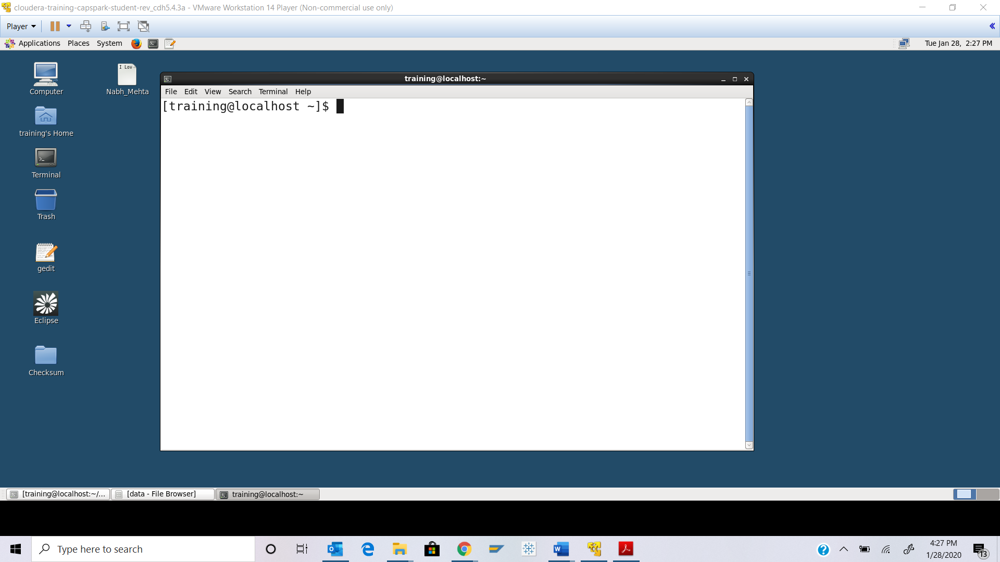 cloudera-training-capspark-student-rev_cdh5.4.3a - VMware Workstation 14 Player (Non-commercial use only)
Player
Applications Places System
Tue Jan 28, 2:27 PM
Computer
I Lov
Nabh_Mehta
training's Home
Terminal
Trash
gedit
Eclipse
Checksum
training@localhost:~
File Edit View Search Terminal Help
[training@localhost ~]$
[training@localhost:~/...
[data - File Browser]
training@localhost:~
Type here to search
4:27 PM
1/28/2020
13